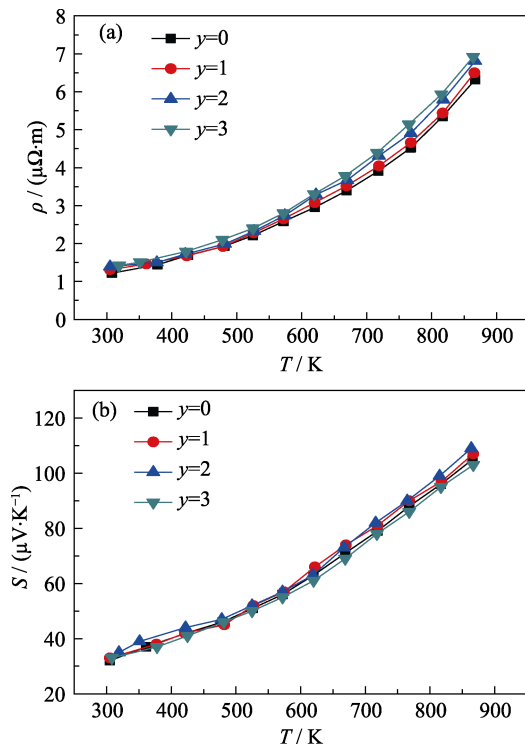 (a)
y=0
y=1
y=2
y=3
8
7
6
5
4
3
2
1
0
ρ / (μΩ·m)
300 400 500 600 700 800 900
T / K
(b)
y=0
y=1
y=2
y=3
120
100
80
60
40
20
S / (μV·K⁻¹)
300 400 500 600 700 800 900
T / K